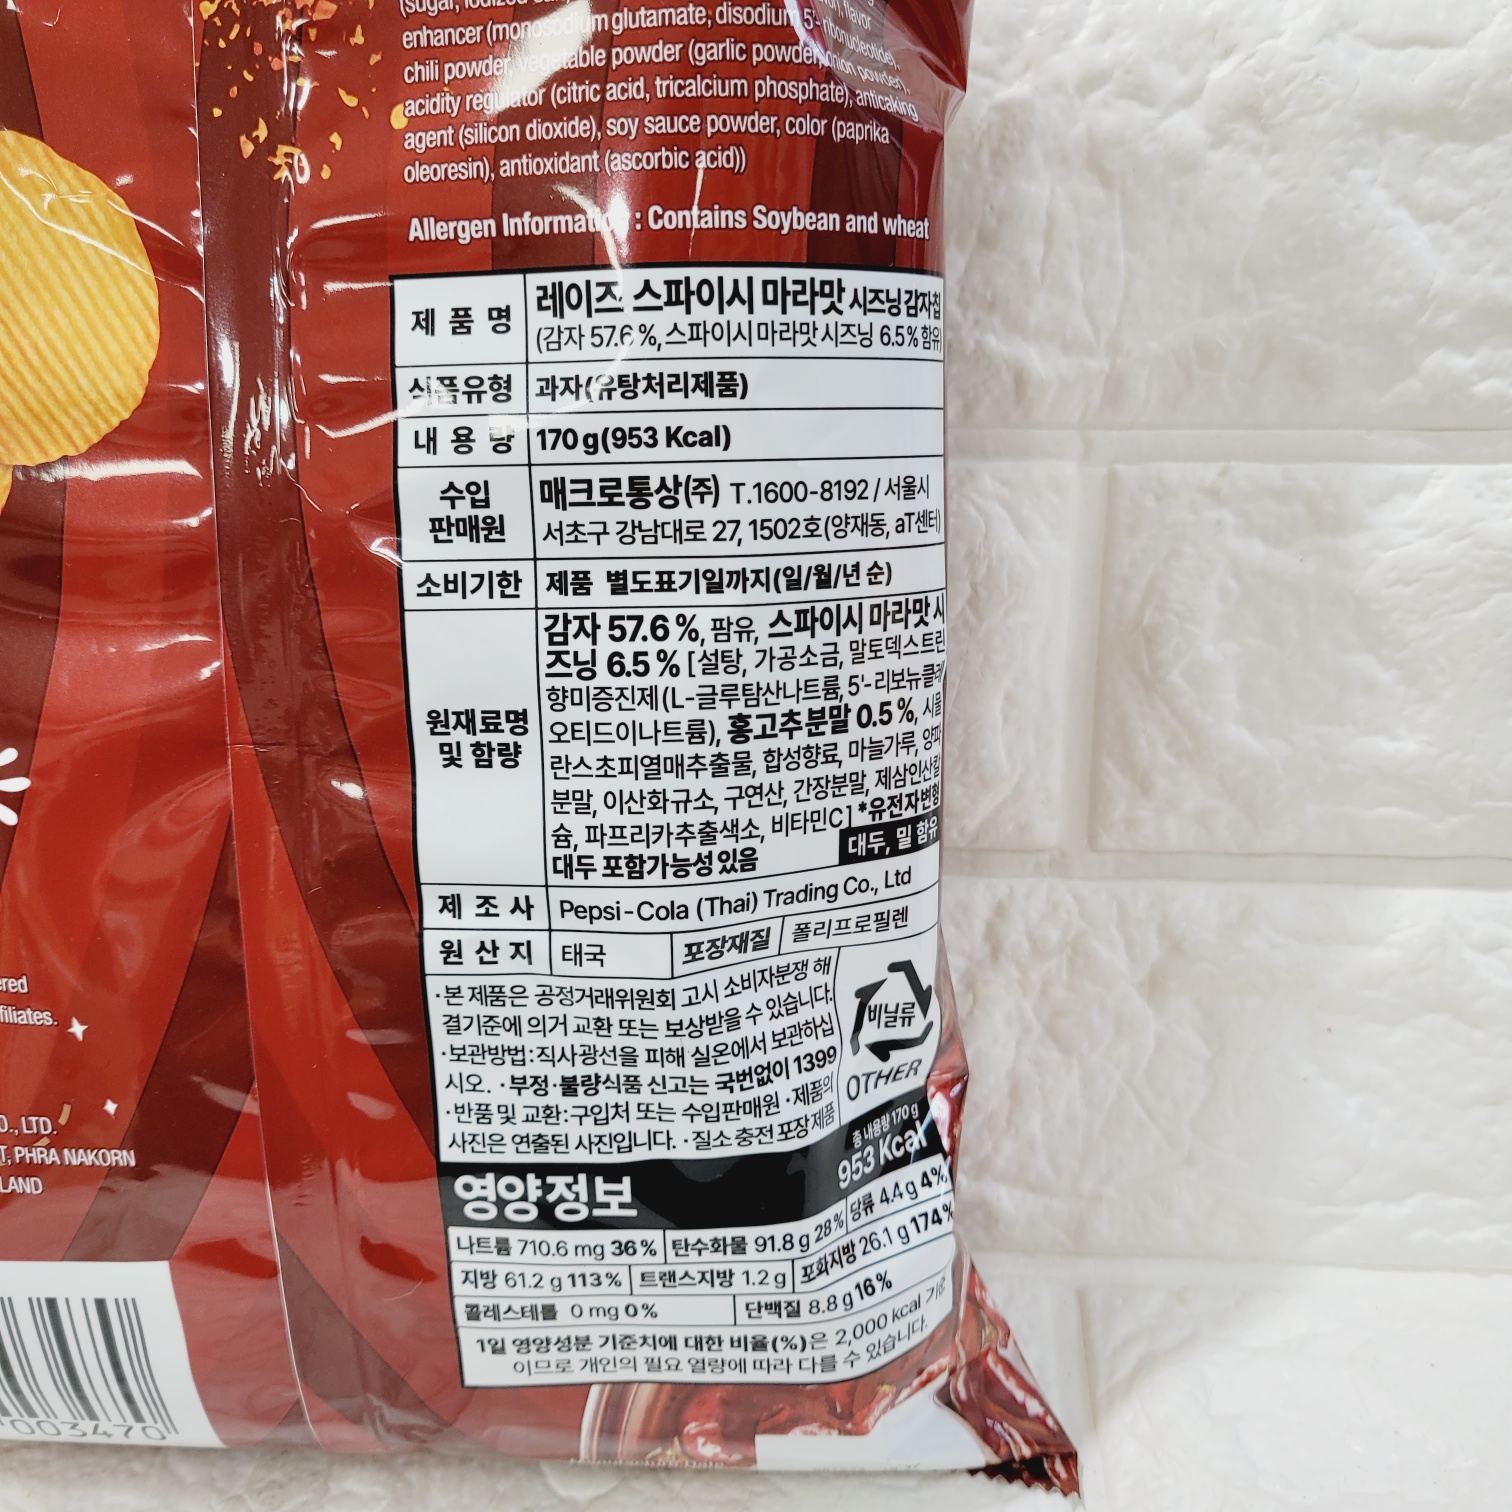 enhancer (monosodium glutamate, disodium 5'-ribonucleotide),
chili powder, vegetable powder (garlic powder, onion powder),
acidity regulator (citric acid, tricalcium phosphate), anticaking
agent (silicon dioxide), soy sauce powder, color (paprika
oleoresin), antioxidant (ascorbic acid))
Allergen Information : Contains Soybean and wheat
제품명 레이즈 스파이시 마라맛 시즈닝 감자칩
(감자 57.6%, 스파이시 마라맛 시즈닝 6.5% 함유)
식품유형 과자(유탕처리제품)
내용량 170 g(953 Kcal)
수입 판매원 매크로통상(주) T.1600-8192 / 서울시
서초구 강남대로 27, 1502호(양재동, aT센터)
소비기한 제품 별도표기일까지(일/월/년 순)
원재료명 및 함량 감자 57.6%, 팜유, 스파이시 마라맛 시
즈닝 6.5% [설탕, 가공소금, 말토덱스트린,
향미증진제(L-글루탐산나트륨, 5'-리보뉴클레
오티드이나트륨), 홍고추분말 0.5%, 시물
란스초피열매추출물, 합성향료, 마늘가루, 양파
분말, 이산화규소, 구연산, 간장분말, 제삼인산칼
슘, 파프리카추출색소, 비타민C] *유전자변형
대두 포함가능성 있음 대두, 밀 함유
제조사 Pepsi-Cola (Thai) Trading Co., Ltd
원산지 태국 포장재질 폴리프로필렌
·본 제품은 공정거래위원회 고시 소비자분쟁 해
결기준에 의거 교환 또는 보상받을 수 있습니다.
·보관방법:직사광선을 피해 실온에서 보관하십
시오. ·부정·불량식품 신고는 국번없이 1399
·반품 및 교환:구입처 또는 수입판매원 ·제품의
사진은 연출된 사진입니다. ·질소 충전 포장 제품
비닐류
OTHER
영양정보 총 내용량 170 g
953 Kcal
나트륨 710.6 mg 36% 탄수화물 91.8 g 28% 당류 4.4 g 4%
지방 61.2 g 113% 트랜스지방 1.2 g 포화지방 26.1 g 174%
콜레스테롤 0 mg 0% 단백질 8.8 g 16%
1일 영양성분 기준치에 대한 비율(%)은 2,000 kcal 기준
이므로 개인의 필요 열량에 따라 다를 수 있습니다.
filiates.
LTD.
PHRA NAKORN
003470